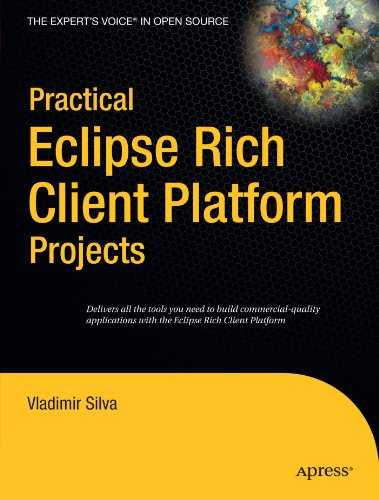 THE EXPERT'S VOICE® IN OPEN SOURCE
Practical
Eclipse Rich
Client Platform
Projects
Delivers all the tools you need to build commercial-quality
applications with the Eclipse Rich Client Platform
Vladimir Silva
Apress®